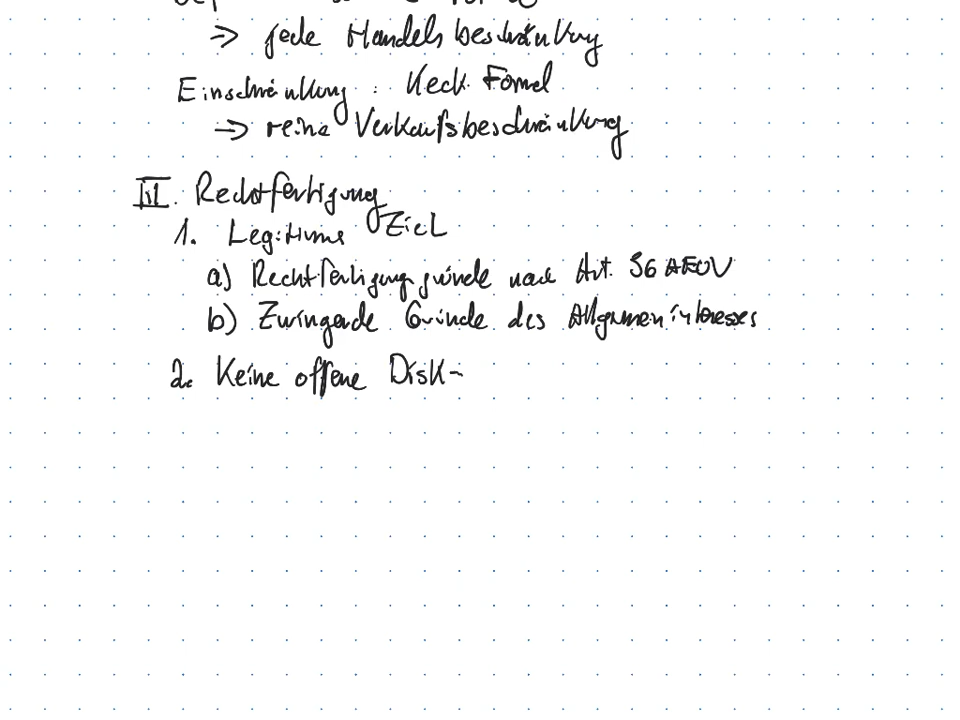 => jede Handelsbeschränkung
Einschränkung : Keck Formel
=> reine Verkaufsbeschränkung
III. Rechtfertigung
1. Legitimes Ziel
a) Rechtfertigungsgründe nach Art. 36 AEUV
b) Zwingende Gründe des Allgemeininteresses
2. Keine offene Disk-